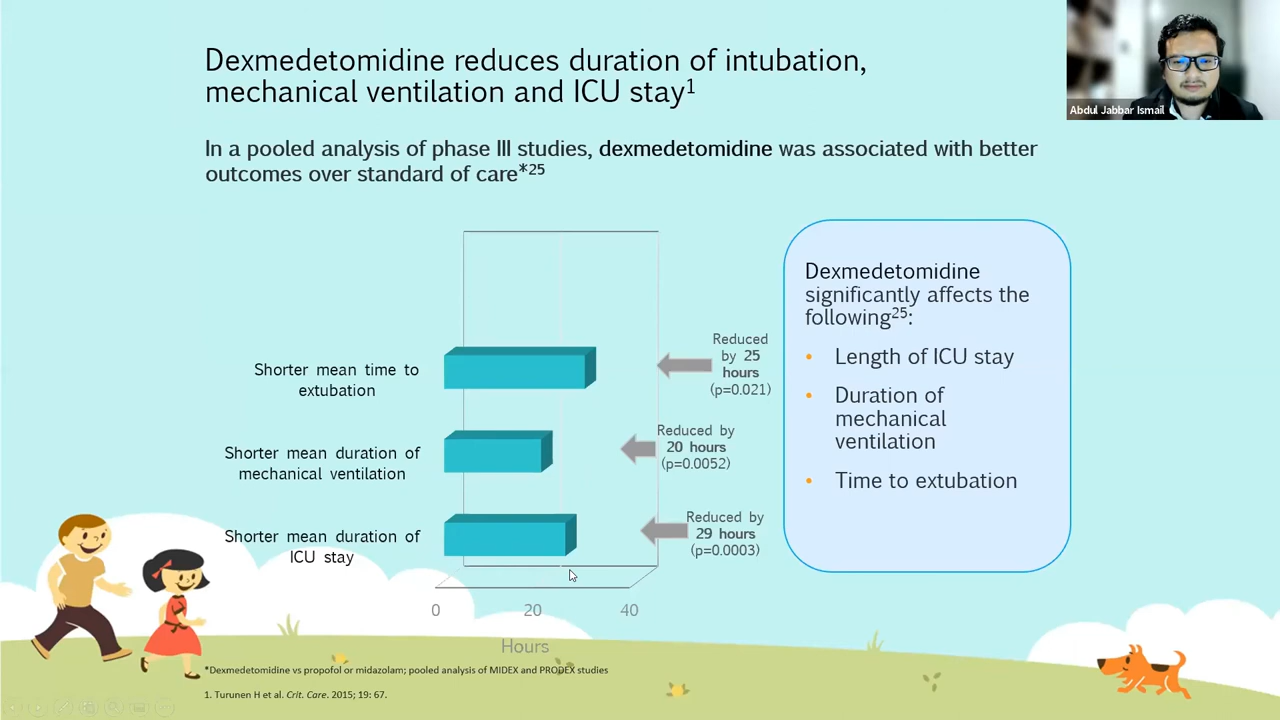 Dexmedetomidine reduces duration of intubation,
mechanical ventilation and ICU stay1
Abdul Jabbar Ismail
In a pooled analysis of phase III studies, dexmedetomidine was associated with better
outcomes over standard of care*25
Shorter mean time to
extubation
Reduced
by 25
hours
(p=0.021)
Shorter mean duration of
mechanical ventilation
Reduced by
20 hours
(p=0.0052)
Shorter mean duration of
ICU stay
Reduced by
29 hours
(p=0.0003)
0 20 40
Hours
Dexmedetomidine
significantly affects the
following25:
• Length of ICU stay
• Duration of
mechanical
ventilation
• Time to extubation
*Dexmedetomidine vs propofol or midazolam; pooled analysis of MIDEX and PRODEX studies
1. Turunen H et al. Crit. Care. 2015; 19: 67.